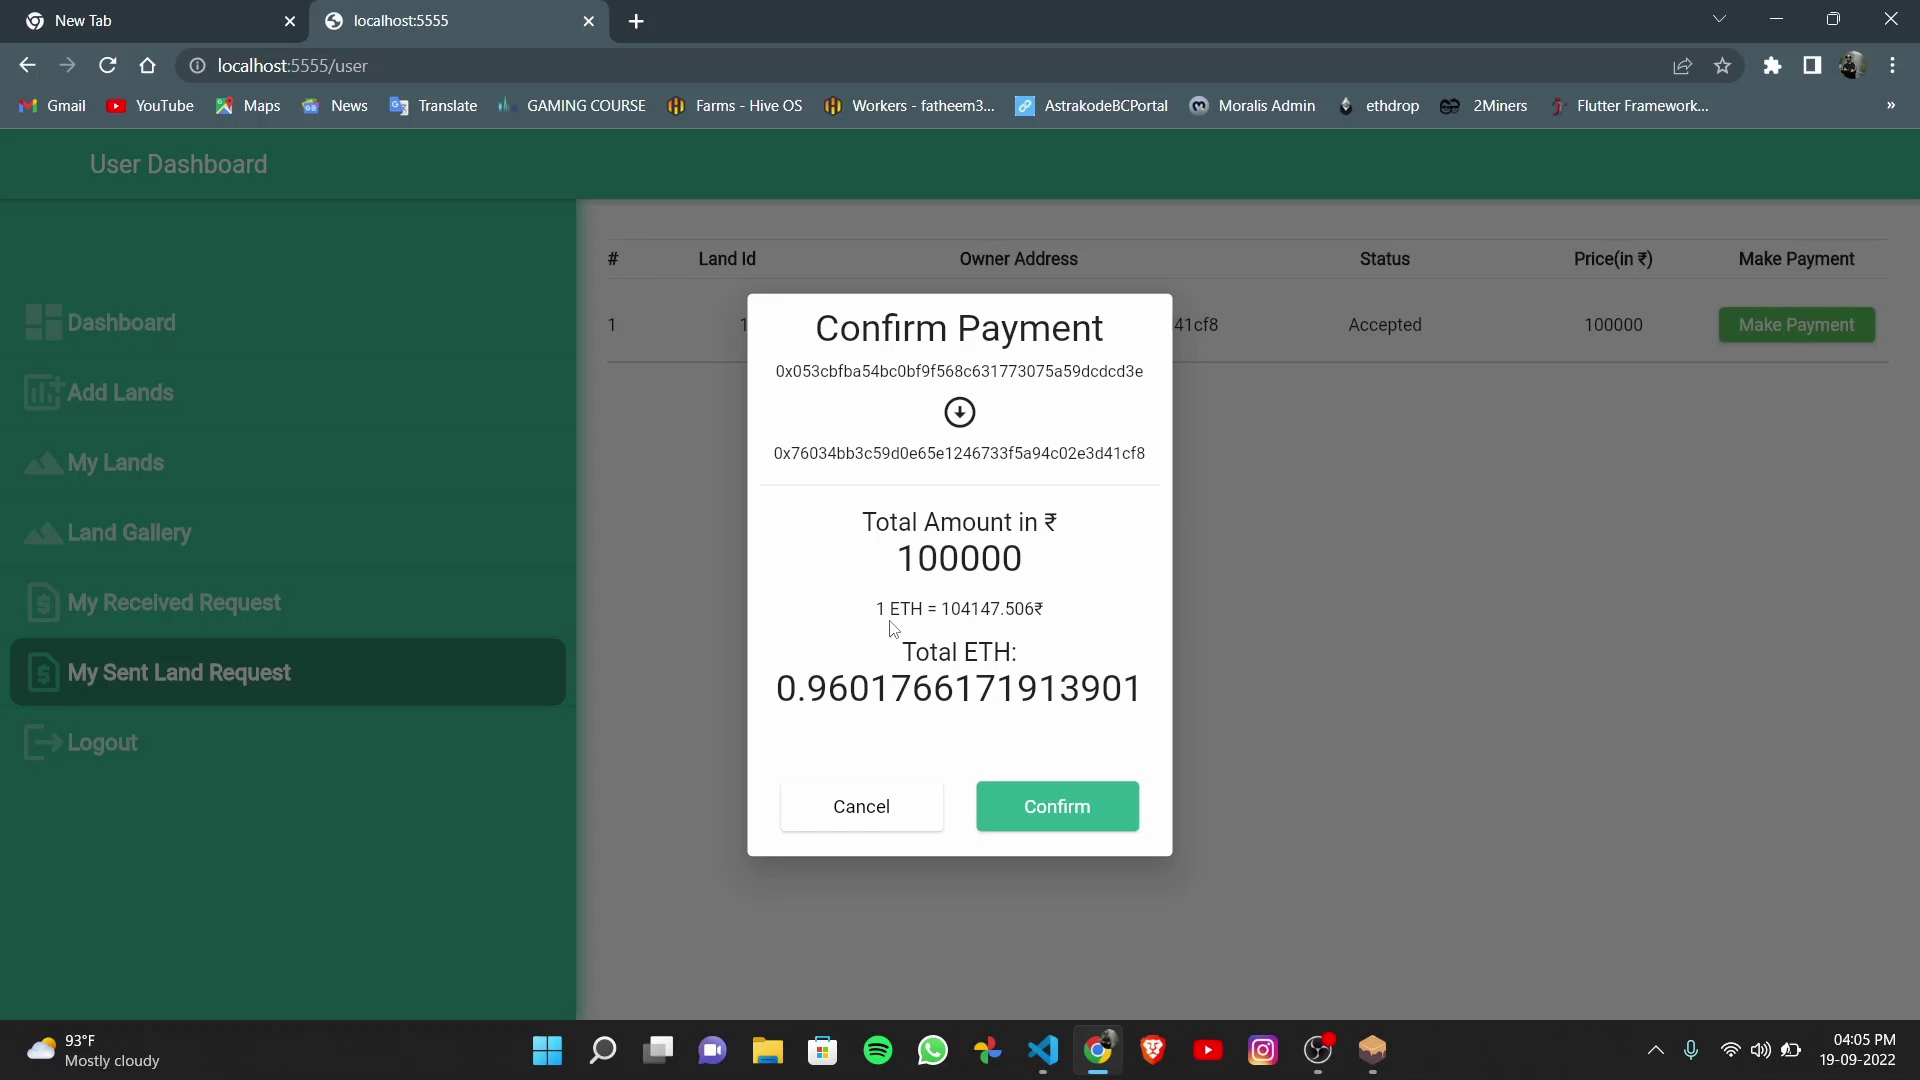 New Tab
localhost:5555
localhost:5555/user
Gmail YouTube Maps News Translate GAMING COURSE Farms - Hive OS Workers - fatheem3... AstrakodeBCPortal Moralis Admin ethdrop 2Miners Flutter Framework... »
User Dashboard
Dashboard
Add Lands
My Lands
Land Gallery
My Received Request
My Sent Land Request
Logout
# Land Id Owner Address Status Price(in ₹) Make Payment
1 1 41cf8 Accepted 100000 Make Payment
Confirm Payment
0x053cbfba54bc0bf9f568c631773075a59dcdcd3e
0x76034bb3c59d0e65e1246733f5a94c02e3d41cf8
Total Amount in ₹
100000
1 ETH = 104147.506₹
Total ETH:
0.9601766171913901
Cancel Confirm
93°F
Mostly cloudy
04:05 PM
19-09-2022